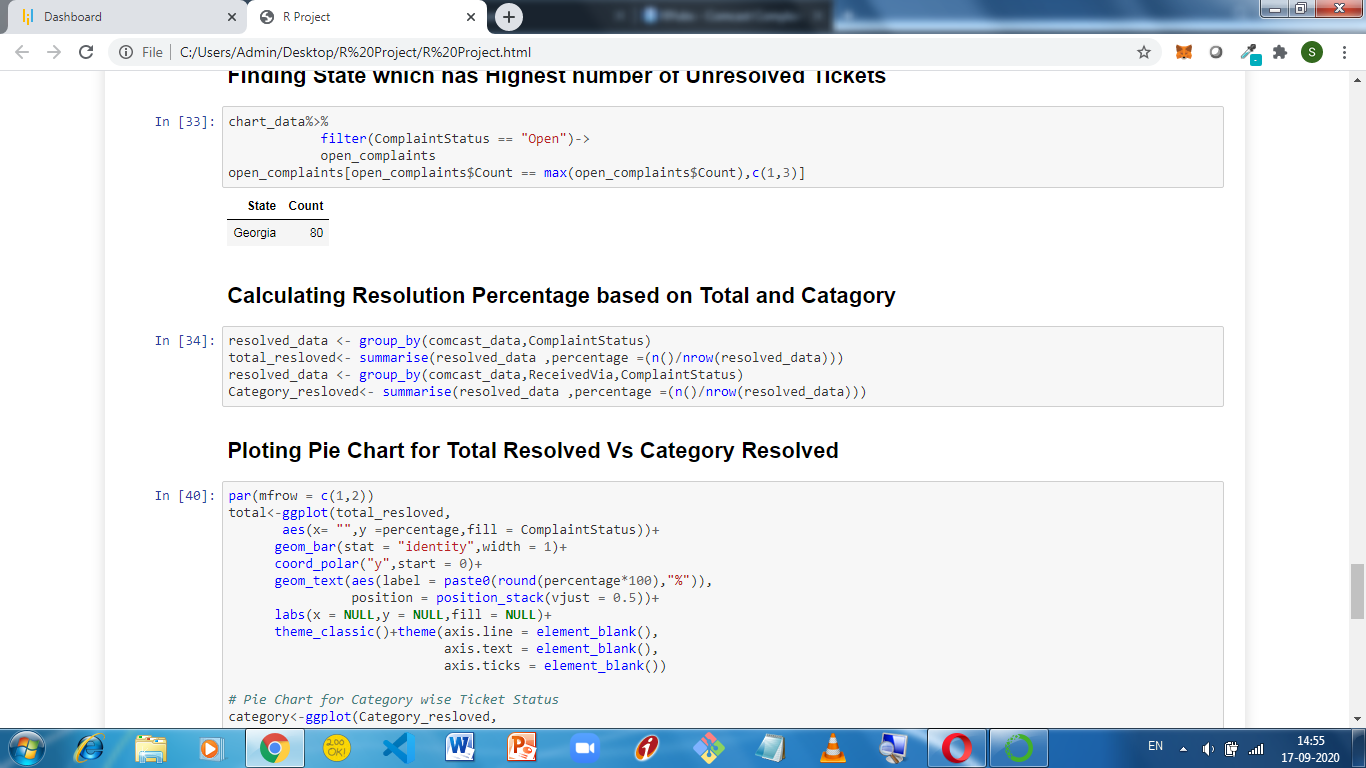 Dashboard
R Project
File
C:/Users/Admin/Desktop/R%20Project/R%20Project.html
S
Finding State which has Highest number of Unresolved Tickets
In [33]:
chart_data%>%
filter(ComplaintStatus == "Open")->
open_complaints
open_complaints[open_complaints$Count == max(open_complaints$Count),c(1,3)]
State Count
Georgia 80
Calculating Resolution Percentage based on Total and Catagory
In [34]:
resolved_data <- group_by(comcast_data,ComplaintStatus)
total_resloved<- summarise(resolved_data ,percentage =(n()/nrow(resolved_data)))
resolved_data <- group_by(comcast_data,ReceivedVia,ComplaintStatus)
Category_resloved<- summarise(resolved_data ,percentage =(n()/nrow(resolved_data)))
Ploting Pie Chart for Total Resolved Vs Category Resolved
In [40]:
par(mfrow = c(1,2))
total<-ggplot(total_resloved,
aes(x= "",y =percentage,fill = ComplaintStatus))+
geom_bar(stat = "identity",width = 1)+
coord_polar("y",start = 0)+
geom_text(aes(label = paste0(round(percentage*100),"%")),
position = position_stack(vjust = 0.5))+
labs(x = NULL,y = NULL,fill = NULL)+
theme_classic()+theme(axis.line = element_blank(),
axis.text = element_blank(),
axis.ticks = element_blank())
# Pie Chart for Category wise Ticket Status
category<-ggplot(Category_resloved,
200 OK!
EN
14:55
17-09-2020